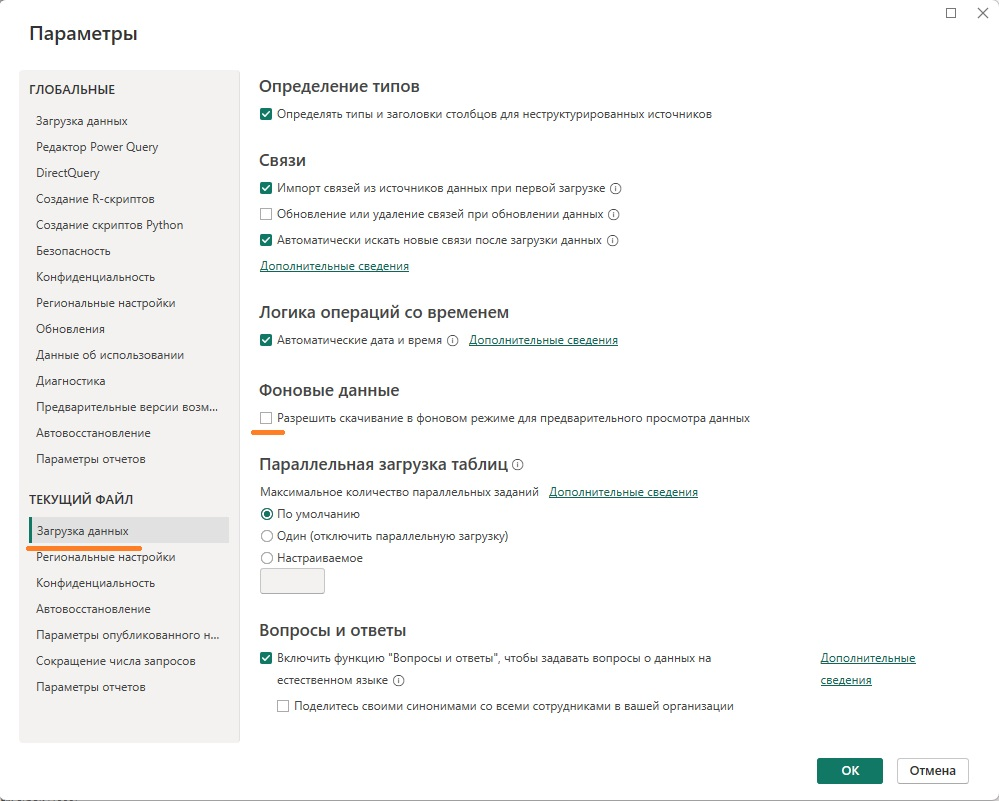 Параметры
ГЛОБАЛЬНЫЕ
Загрузка данных
Редактор Power Query
DirectQuery
Создание R-скриптов
Создание скриптов Python
Безопасность
Конфиденциальность
Региональные настройки
Обновления
Данные об использовании
Диагностика
Предварительные версии возм...
Автовосстановление
Параметры отчетов
ТЕКУЩИЙ ФАЙЛ
Загрузка данных
Региональные настройки
Конфиденциальность
Автовосстановление
Параметры опубликованного н...
Сокращение числа запросов
Параметры отчетов
Определение типов
Определять типы и заголовки столбцов для неструктурированных источников
Связи
Импорт связей из источников данных при первой загрузке
Обновление или удаление связей при обновлении данных
Автоматически искать новые связи после загрузки данных
Дополнительные сведения
Логика операций со временем
Автоматические дата и время Дополнительные сведения
Фоновые данные
Разрешить скачивание в фоновом режиме для предварительного просмотра данных
Параллельная загрузка таблиц
Максимальное количество параллельных заданий Дополнительные сведения
По умолчанию
Один (отключить параллельную загрузку)
Настраиваемое
Вопросы и ответы
Включить функцию "Вопросы и ответы", чтобы задавать вопросы о данных на
естественном языке
Дополнительные
сведения
Поделитесь своими синонимами со всеми сотрудниками в вашей организации
ОК
Отмена